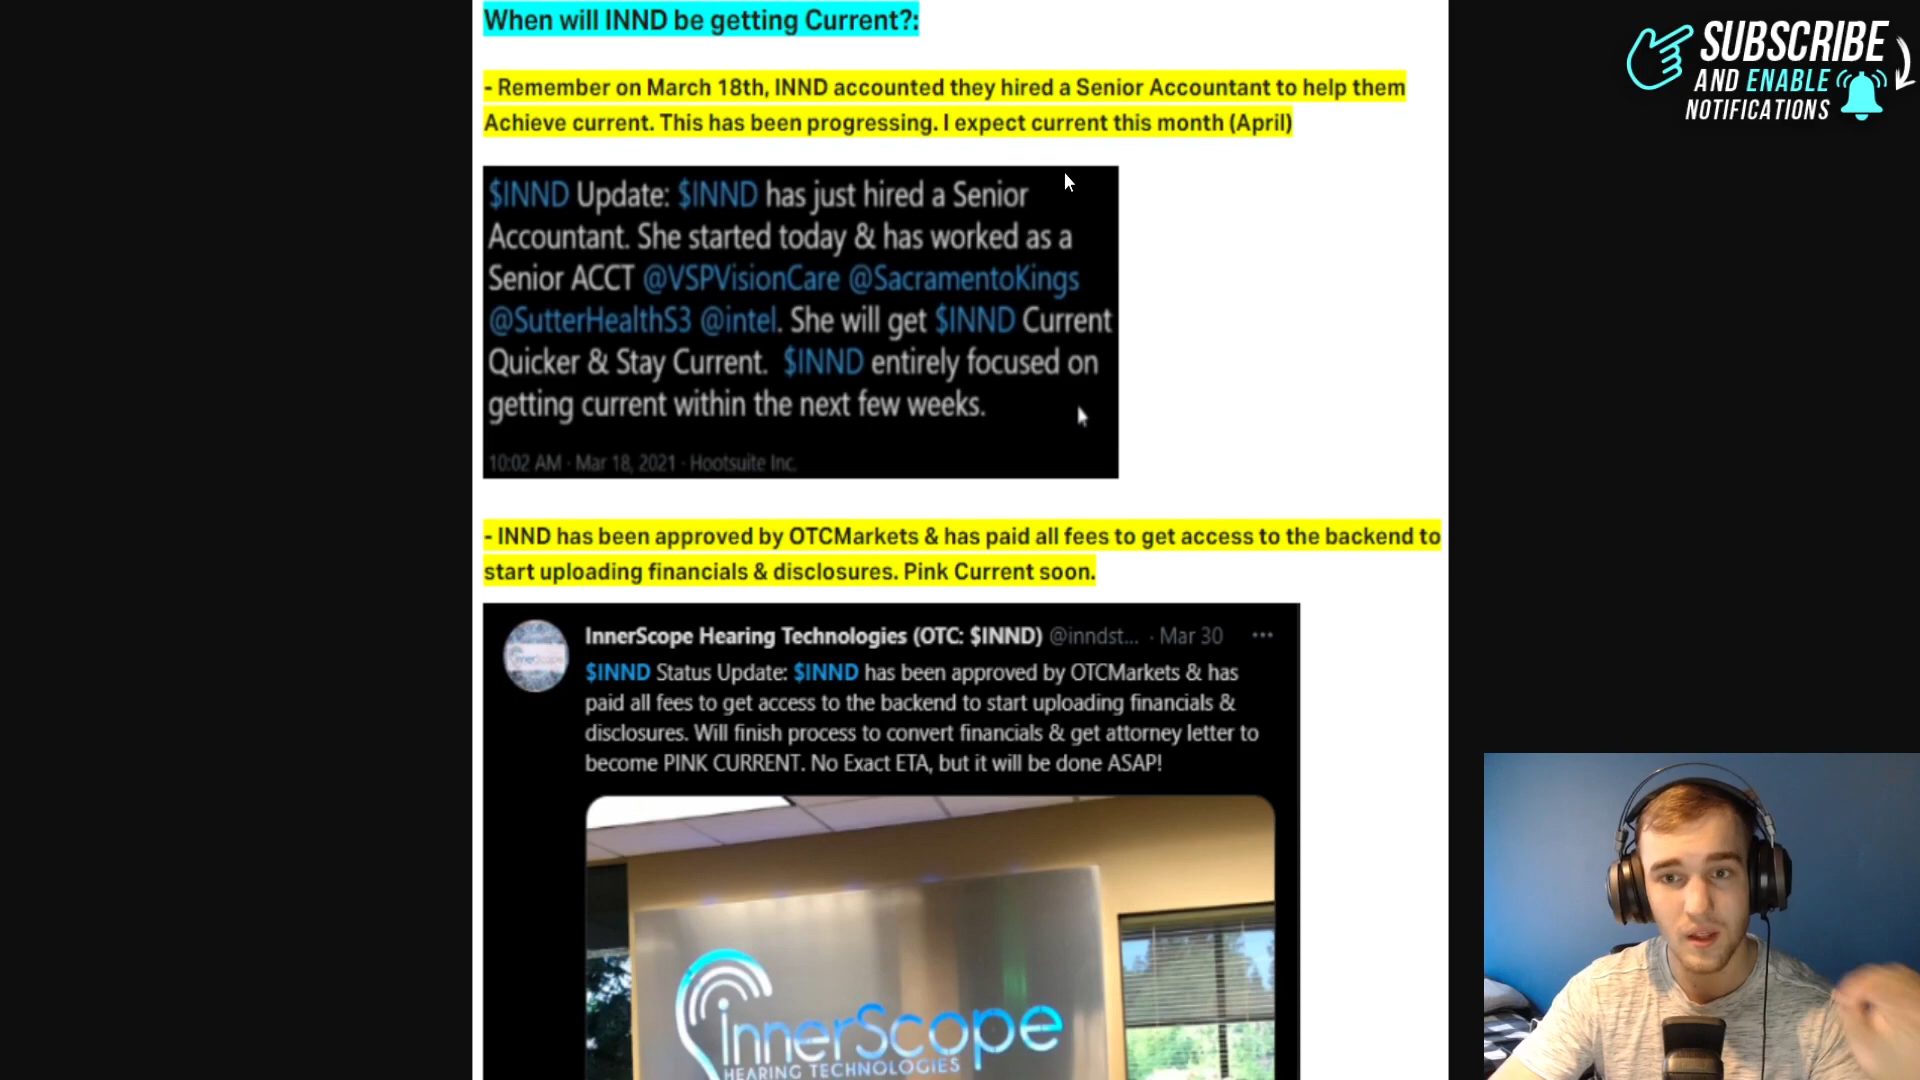 When will INND be getting Current?:
- Remember on March 18th, INND accounted they hired a Senior Accountant to help them
Achieve current. This has been progressing. I expect current this month (April)
$INND Update: $INND has just hired a Senior
Accountant. She started today & has worked as a
Senior ACCT @VSPVisionCare @SacramentoKings
@SutterHealthS3 @intel. She will get $INND Current
Quicker & Stay Current. $INND entirely focused on
getting current within the next few weeks.
10:02 AM · Mar 18, 2021 · Hootsuite Inc.
- INND has been approved by OTCMarkets & has paid all fees to get access to the backend to
start uploading financials & disclosures. Pink Current soon.
InnerScope Hearing Technologies (OTC: $INND) @inndst... · Mar 30
$INND Status Update: $INND has been approved by OTCMarkets & has
paid all fees to get access to the backend to start uploading financials &
disclosures. Will finish process to convert financials & get attorney letter to
become PINK CURRENT. No Exact ETA, but it will be done ASAP!
InnerScope
HEARING TECHNOLOGIES
SUBSCRIBE
AND ENABLE
NOTIFICATIONS